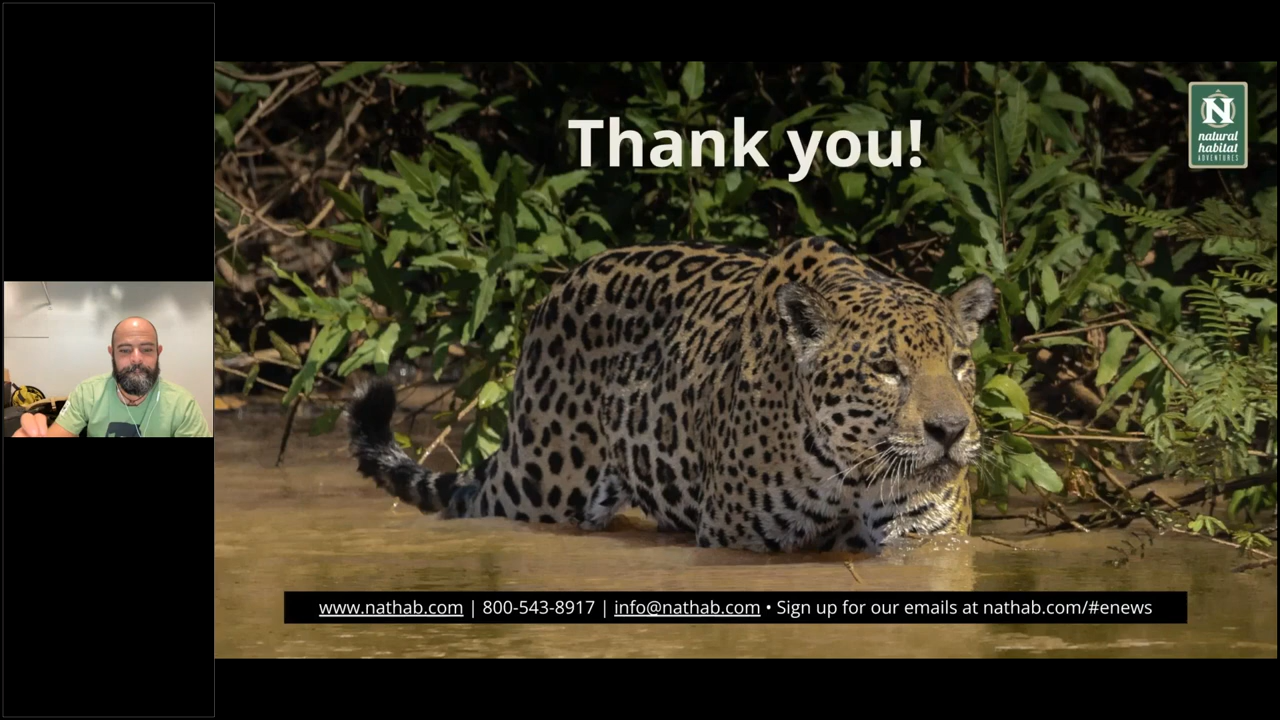 Thank you!
N
natural
habitat
ADVENTURES
www.nathab.com | 800-543-8917 | info@nathab.com • Sign up for our emails at nathab.com/#enews